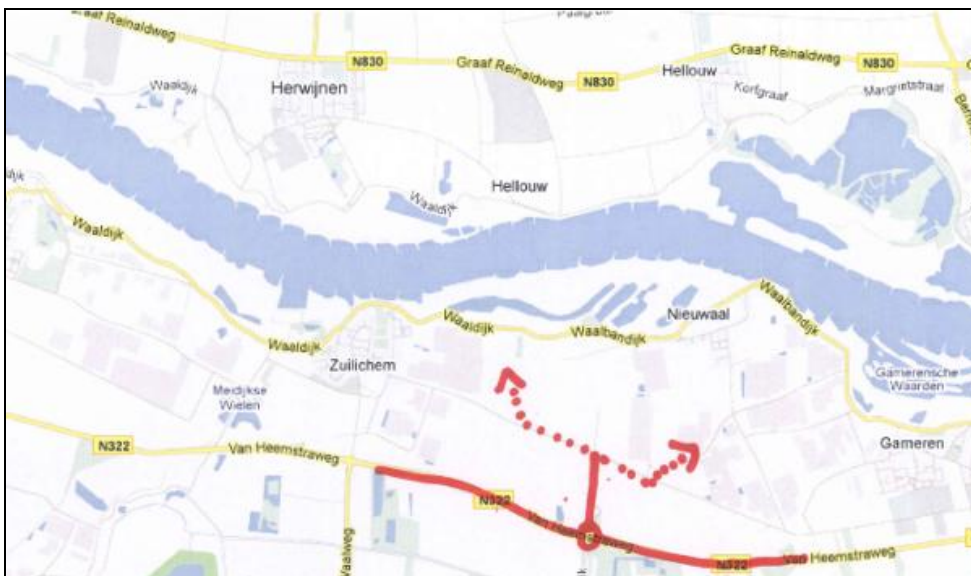 Graaf Reinaldweg
N830
Graaf Reinaldweg
N830
Graaf Reinaldweg
N830
Hellouw
Waaldijk
Herwijnen
Korfgraaf
Margrietstraat
Hellouw
Waaldijk
Waaldijk
Waaldijk
Waalbandijk
Nieuwaal
Waalbandijk
Waaldijk
Zuilichem
Meidijkse
Wielen
Gamerensche
Waarden
Gameren
N322
Van Heemstraweg
N322
Van Heemstraweg
Waalweg
N322
Van Heemstraweg